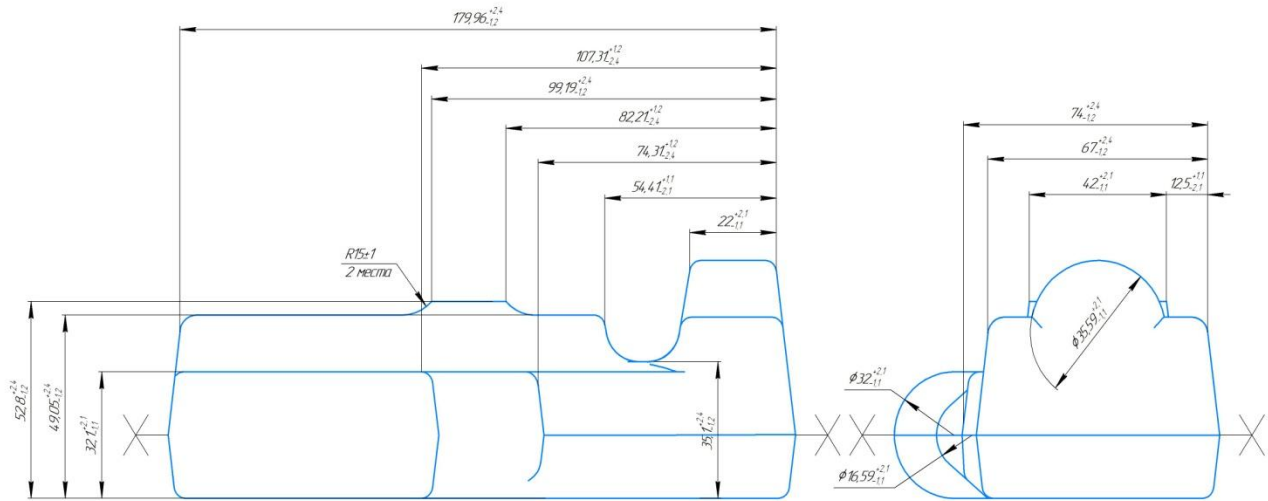 179,96 +2,4 -1,2
107,31 +1,2 -2,4
99,19 +2,4 -1,2
82,21 +1,2 -2,4
74,31 +1,2 -2,4
54,41 +1,1 -2,1
22 +2,1 -1,1
R15±1
2 места
52,8 +2,4 -1,2
49,05 +2,4 -1,2
32,1 +2,1 -1,1
35,1 +2,4 -1,2
74 +2,4 -1,2
67 +2,4 -1,2
42 +2,1 -1,1
12,5 +1,1 -2,1
ϕ35,59 +2,1 -1,1
ϕ32 +2,1 -1,1
ϕ16,59 +2,1 -1,1